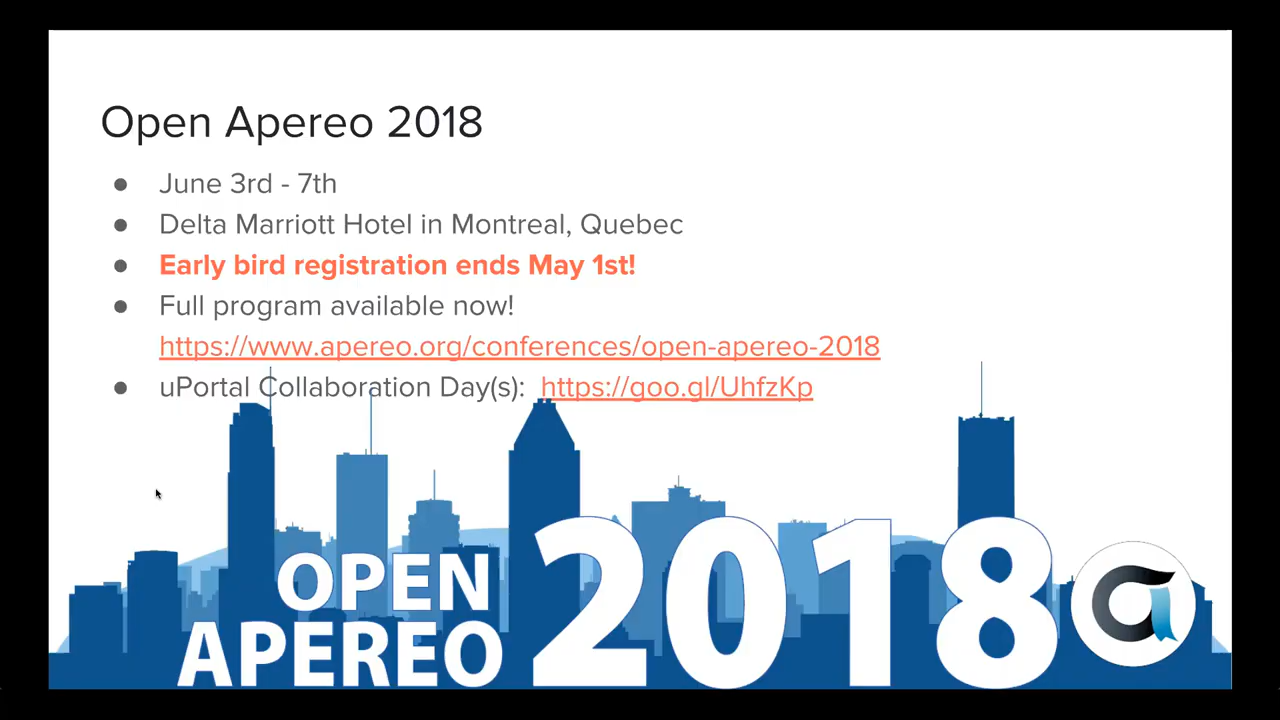 Open Apereo 2018
● June 3rd - 7th
● Delta Marriott Hotel in Montreal, Quebec
● Early bird registration ends May 1st!
● Full program available now!
https://www.apereo.org/conferences/open-apereo-2018
● uPortal Collaboration Day(s): https://goo.gl/UhfzKp
OPEN
APEREO
2018